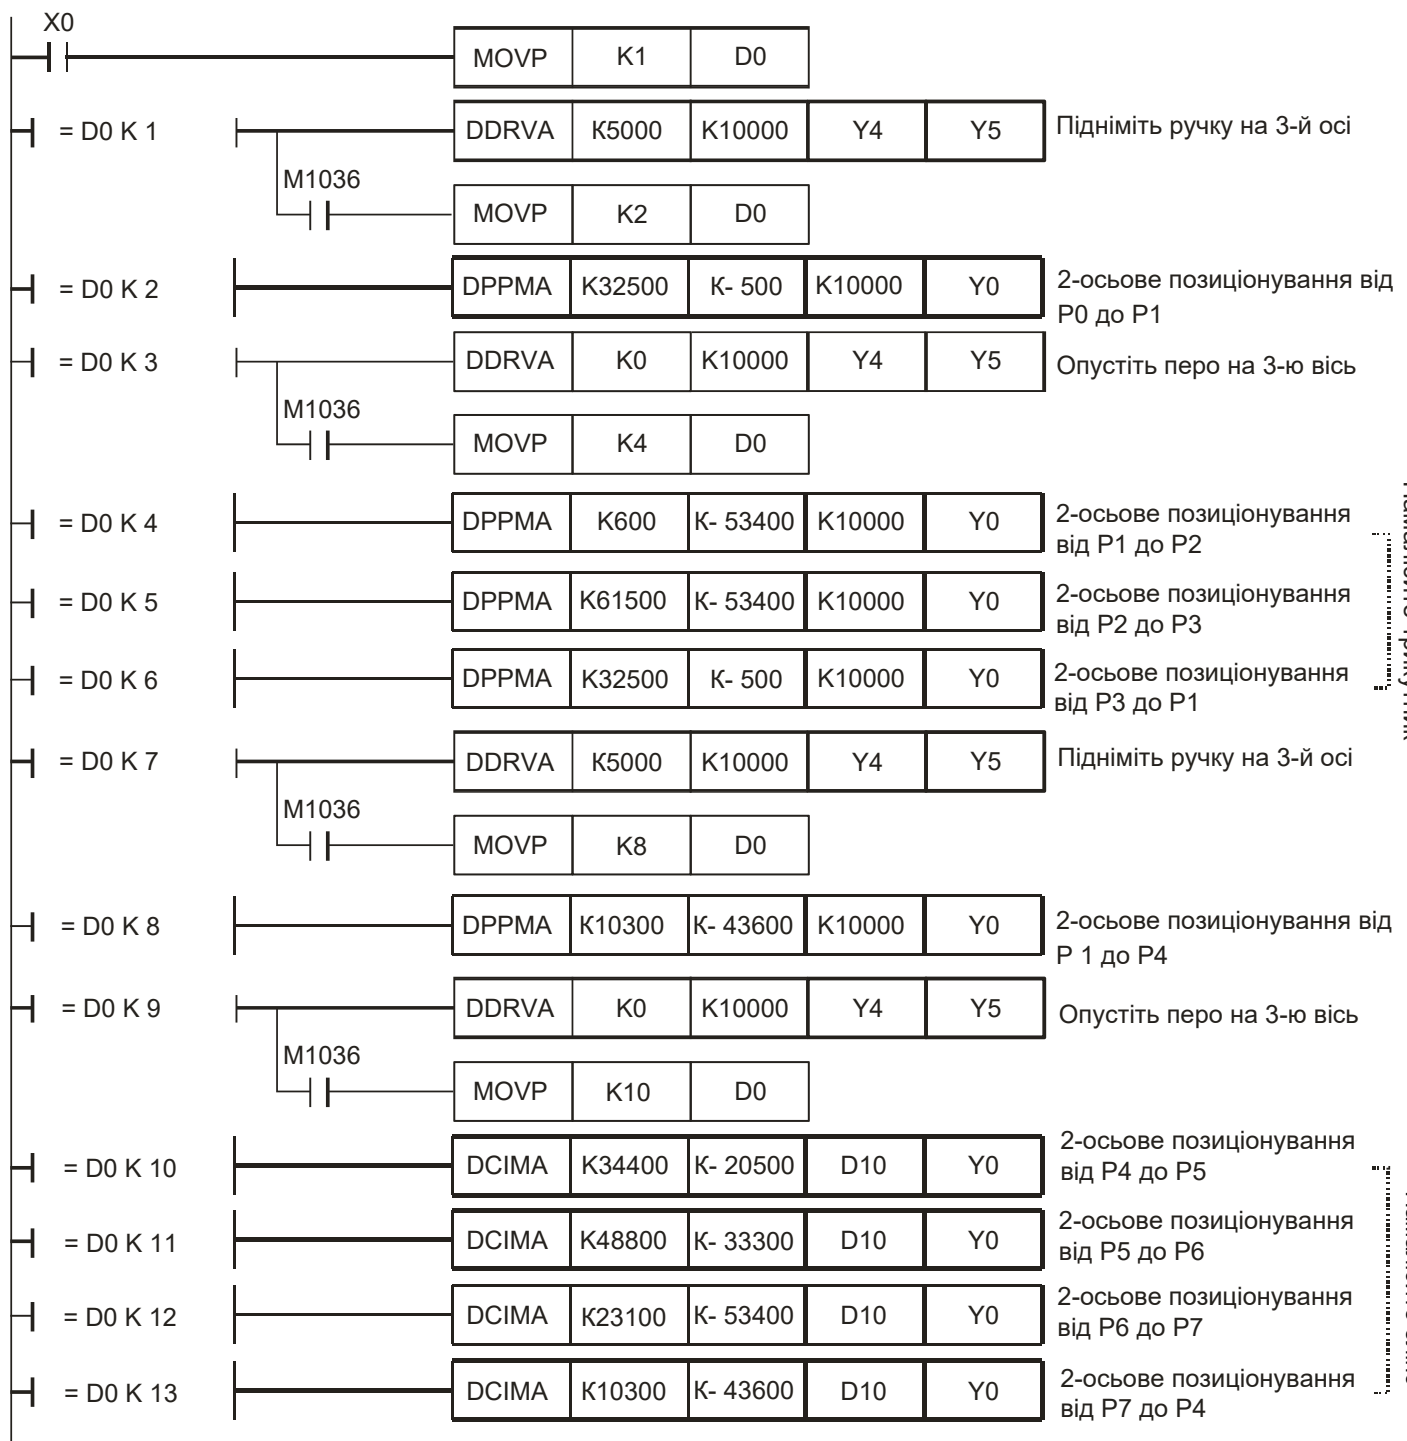 X0
MOVP K1 D0
= D0 K 1
DDRVA K5000 K10000 Y4 Y5
Підніміть ручку на 3-й осі
M1036
MOVP K2 D0
= D0 K 2
DPPMA K32500 K- 500 K10000 Y0
2-осьове позиціонування від
P0 до P1
= D0 K 3
DDRVA K0 K10000 Y4 Y5
Опустіть перо на 3-ю вісь
M1036
MOVP K4 D0
= D0 K 4
DPPMA K600 K- 53400 K10000 Y0
2-осьове позиціонування
від P1 до P2
= D0 K 5
DPPMA K61500 K- 53400 K10000 Y0
2-осьове позиціонування
від P2 до P3
= D0 K 6
DPPMA K32500 K- 500 K10000 Y0
2-осьове позиціонування
від P3 до P1
= D0 K 7
DDRVA K5000 K10000 Y4 Y5
Підніміть ручку на 3-й осі
M1036
MOVP K8 D0
= D0 K 8
DPPMA K10300 K- 43600 K10000 Y0
2-осьове позиціонування від
P 1 до P4
= D0 K 9
DDRVA K0 K10000 Y4 Y5
Опустіть перо на 3-ю вісь
M1036
MOVP K10 D0
= D0 K 10
DCIMA K34400 K- 20500 D10 Y0
2-осьове позиціонування
від P4 до P5
= D0 K 11
DCIMA K48800 K- 33300 D10 Y0
2-осьове позиціонування
від P5 до P6
= D0 K 12
DCIMA K23100 K- 53400 D10 Y0
2-осьове позиціонування
від P6 до P7
= D0 K 13
DCIMA K10300 K- 43600 D10 Y0
2-осьове позиціонування
від P7 до P4